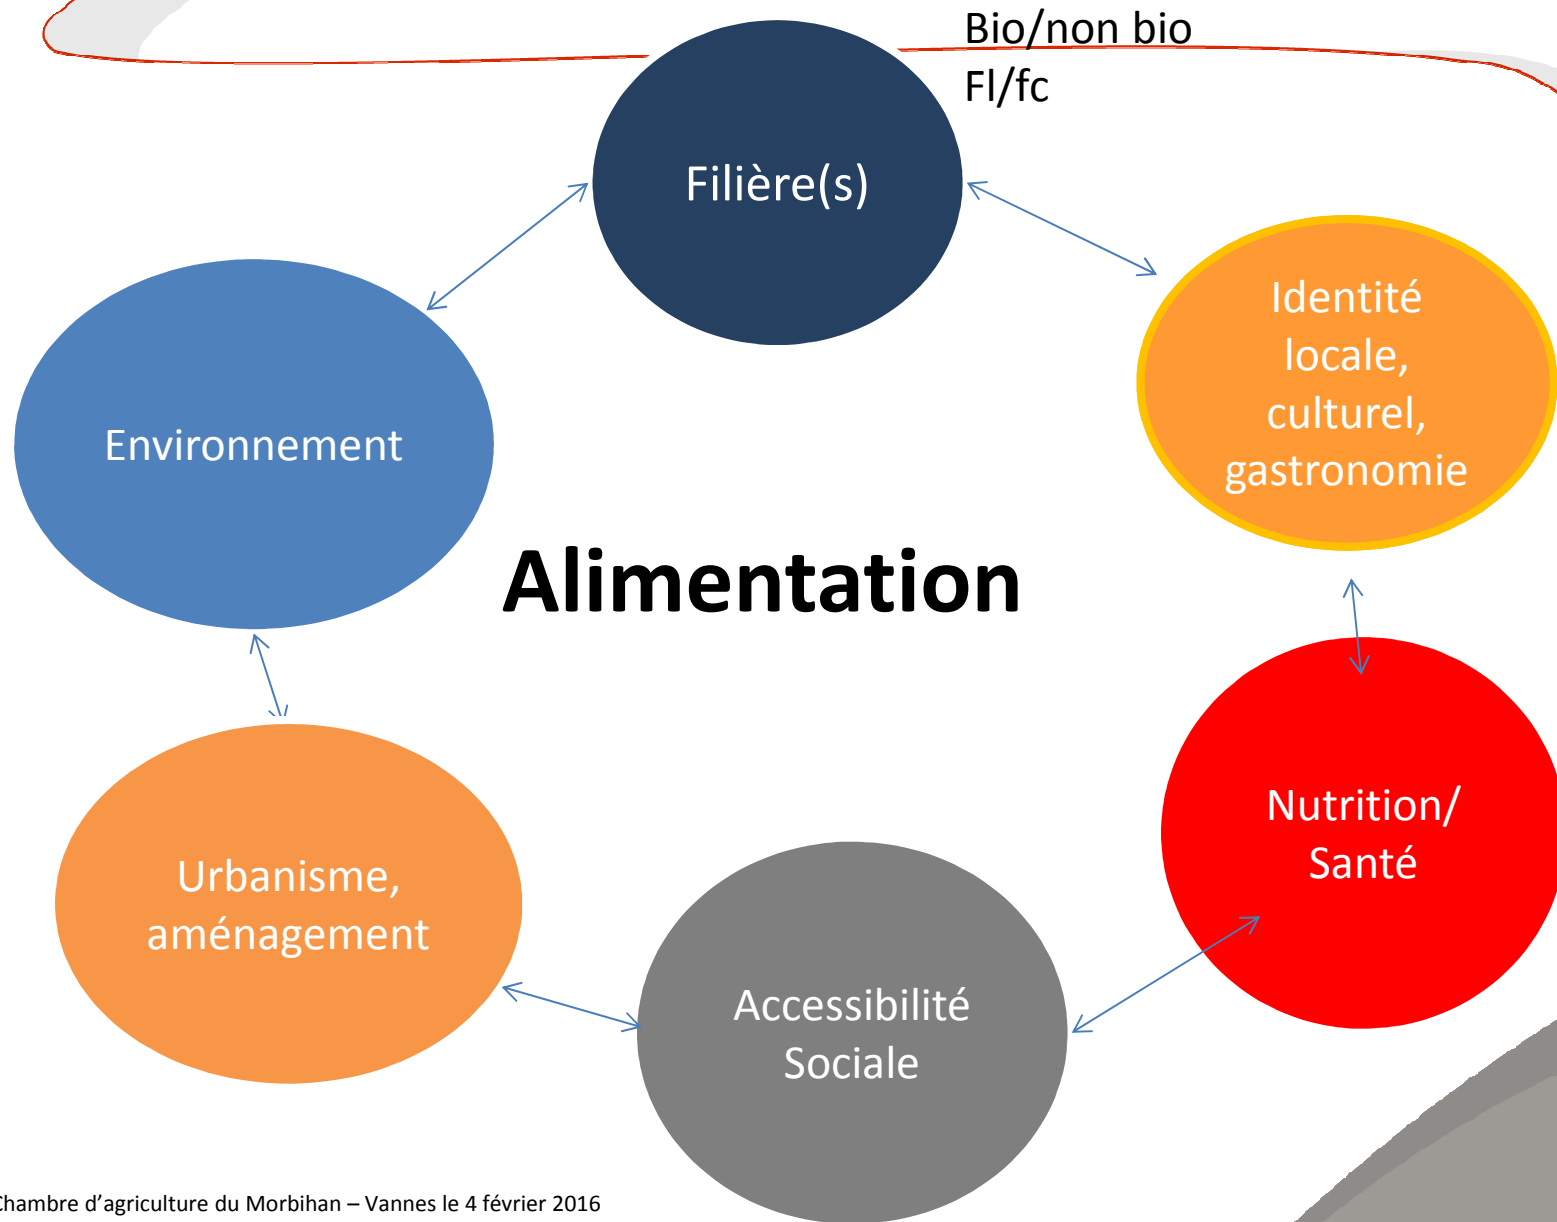 Bio/non bio
Fl/fc
Filière(s)
Identité
locale,
culturel,
gastronomie
Environnement
Alimentation
Nutrition/
Santé
Urbanisme,
aménagement
Accessibilité
Sociale
Chambre d’agriculture du Morbihan – Vannes le 4 février 2016